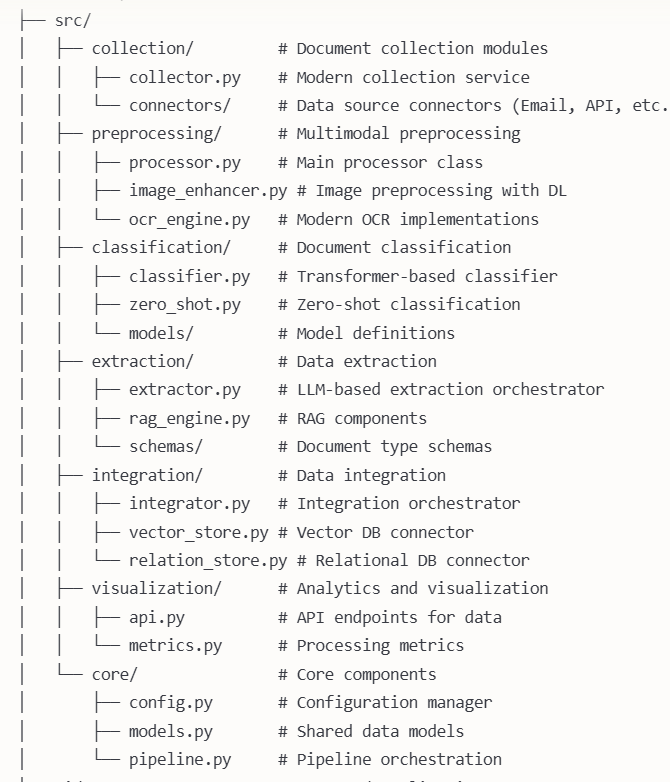 ├── src/
│   ├── collection/         # Document collection modules
│   │   ├── collector.py    # Modern collection service
│   │   └── connectors/     # Data source connectors (Email, API, etc.
│   ├── preprocessing/      # Multimodal preprocessing
│   │   ├── processor.py    # Main processor class
│   │   ├── image_enhancer.py # Image preprocessing with DL
│   │   └── ocr_engine.py   # Modern OCR implementations
│   ├── classification/     # Document classification
│   │   ├── classifier.py   # Transformer-based classifier
│   │   ├── zero_shot.py    # Zero-shot classification
│   │   └── models/         # Model definitions
│   ├── extraction/         # Data extraction
│   │   ├── extractor.py    # LLM-based extraction orchestrator
│   │   ├── rag_engine.py   # RAG components
│   │   └── schemas/        # Document type schemas
│   ├── integration/        # Data integration
│   │   ├── integrator.py   # Integration orchestrator
│   │   ├── vector_store.py # Vector DB connector
│   │   └── relation_store.py # Relational DB connector
│   ├── visualization/      # Analytics and visualization
│   │   ├── api.py          # API endpoints for data
│   │   └── metrics.py      # Processing metrics
│   └── core/               # Core components
│       ├── config.py       # Configuration manager
│       ├── models.py       # Shared data models
│       └── pipeline.py     # Pipeline orchestration